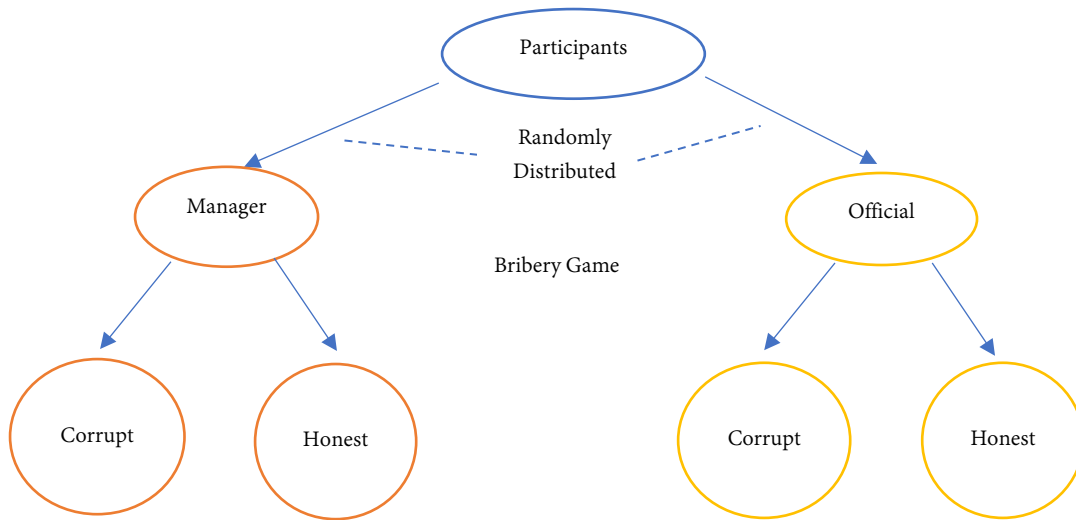 Participants
Randomly
Distributed
Manager
Official
Bribery Game
Corrupt
Honest
Corrupt
Honest